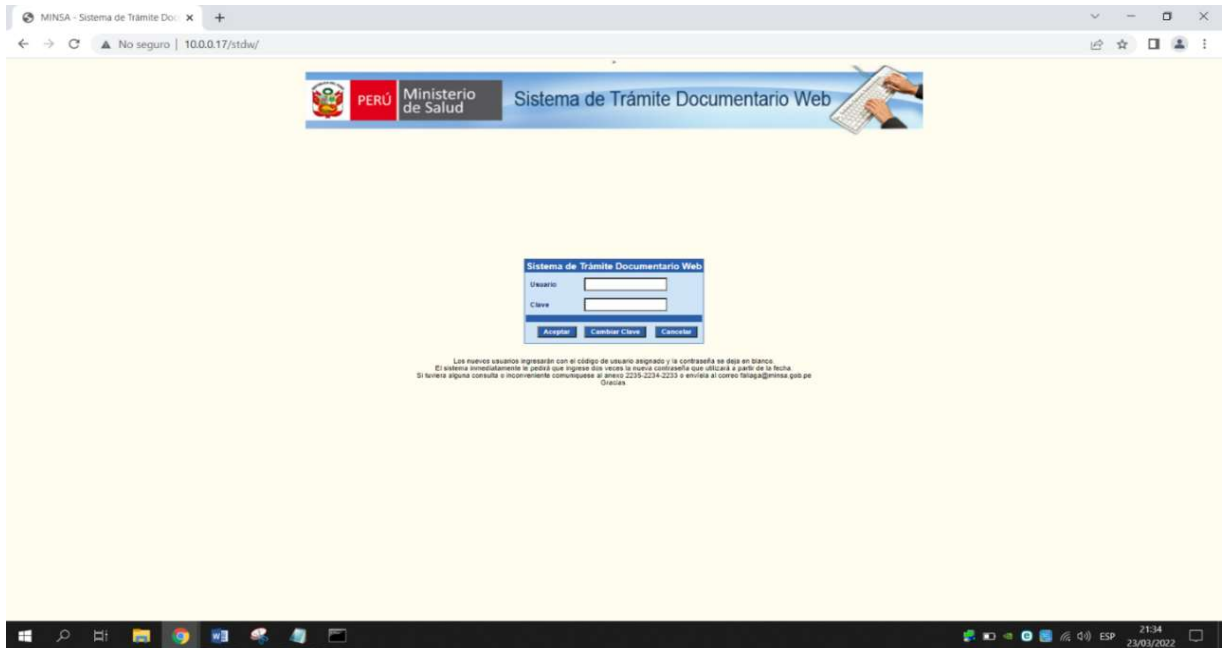 MINSA - Sistema de Trámite Doc
No seguro | 10.0.0.17/stdw/
PERÚ Ministerio de Salud
Sistema de Trámite Documentario Web
Sistema de Trámite Documentario Web
Usuario
Clave
Aceptar Cambiar Clave Cancelar
Los nuevos usuarios ingresarán con el código de usuario asignado y la contraseña se deja en blanco.
El sistema inmediatamente le pedirá que ingrese dos veces la nueva contraseña que utilizará a partir de la fecha.
Si tuviera alguna consulta o inconveniente comuniquese al anexo 2235-2234-2233 o envíela al correo
Gracias
ESP
21:34
23/03/2022